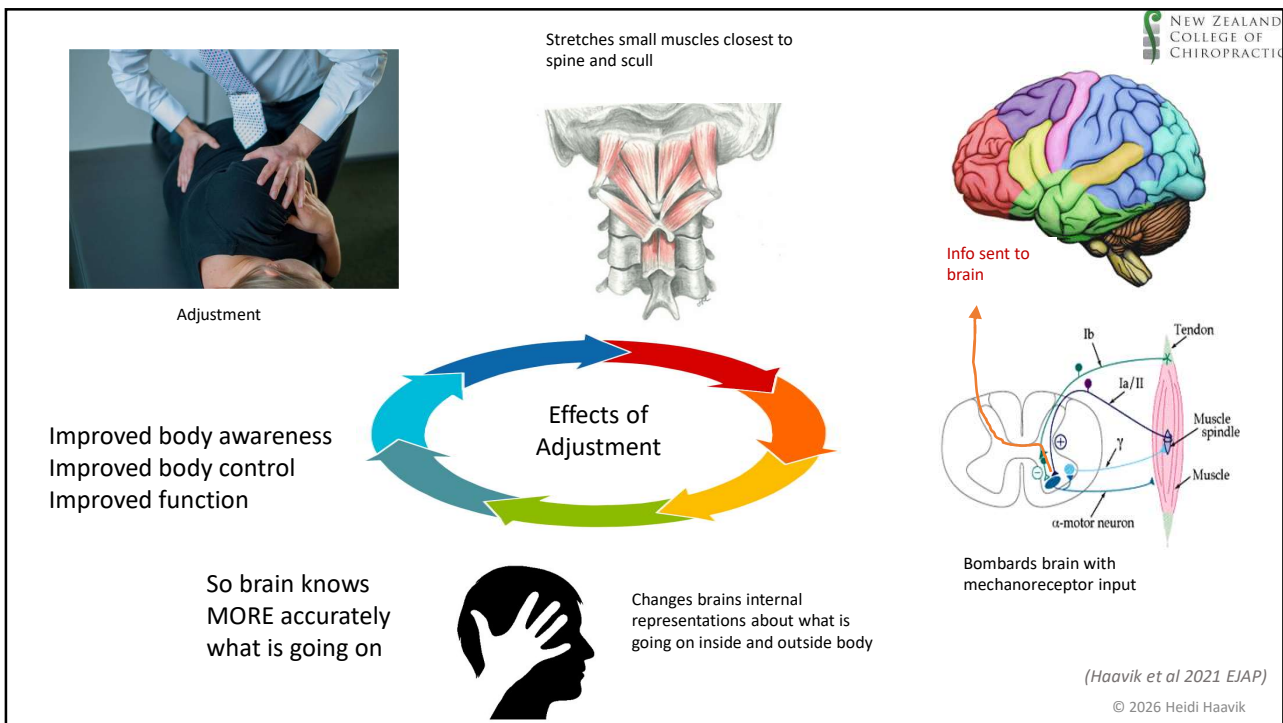 NEW ZEALAND
COLLEGE OF
CHIROPRACTIC
Stretches small muscles closest to
spine and scull
Adjustment
Info sent to
brain
Tendon
Ib
Ia/II
Muscle
spindle
γ
Muscle
α-motor neuron
+
−
Bombards brain with
mechanoreceptor input
Effects of
Adjustment
Changes brains internal
representations about what is
going on inside and outside body
So brain knows
MORE accurately
what is going on
Improved body awareness
Improved body control
Improved function
(Haavik et al 2021 EJAP)
© 2026 Heidi Haavik